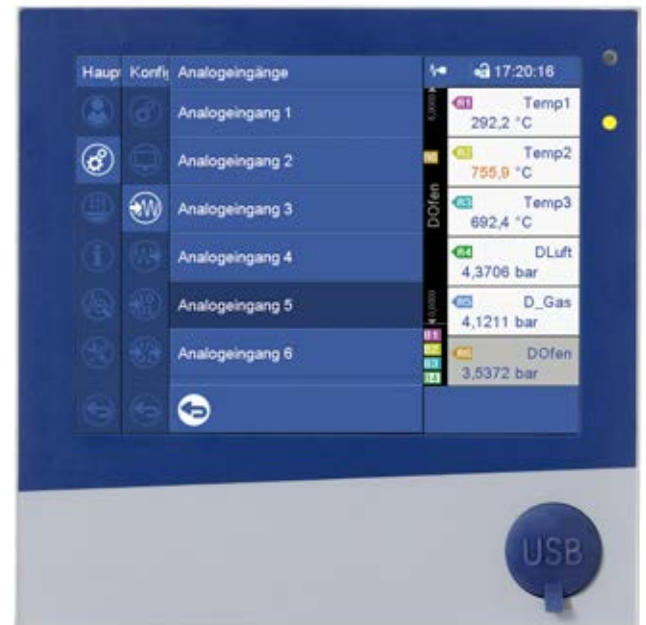 Haup Konfi Analogeingänge 17:20:16
Analogeingang 1
Analogeingang 2
Analogeingang 3
Analogeingang 4
Analogeingang 5
Analogeingang 6
DOfen
Temp1
292,2 °C
Temp2
755,9 °C
Temp3
692,4 °C
DLuft
4,3706 bar
D_Gas
4,1211 bar
DOfen
3,5372 bar
USB